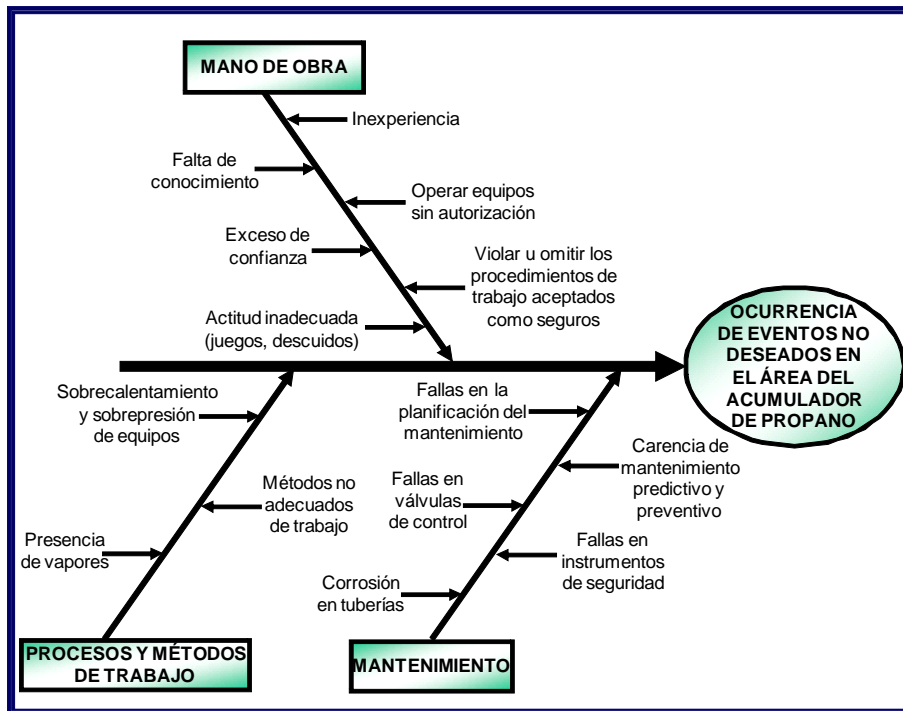 MANO DE OBRA
Inexperiencia
Falta de
conocimiento
Operar equipos
sin autorización
Exceso de
confianza
Violar u omitir los
procedimientos de
trabajo aceptados
como seguros
Actitud inadecuada
(juegos, descuidos)
OCURRENCIA
DE EVENTOS NO
DESEADOS EN
EL ÁREA DEL
ACUMULADOR
DE PROPANO
Sobrecalentamiento
y sobrepresión
de equipos
Métodos no
adecuados
de trabajo
Presencia
de vapores
PROCESOS Y MÉTODOS
DE TRABAJO
Fallas en la
planificación del
mantenimiento
Carencia de
mantenimiento
predictivo y
preventivo
Fallas en
válvulas
de control
Fallas en
instrumentos
de seguridad
Corrosión
en tuberías
MANTENIMIENTO